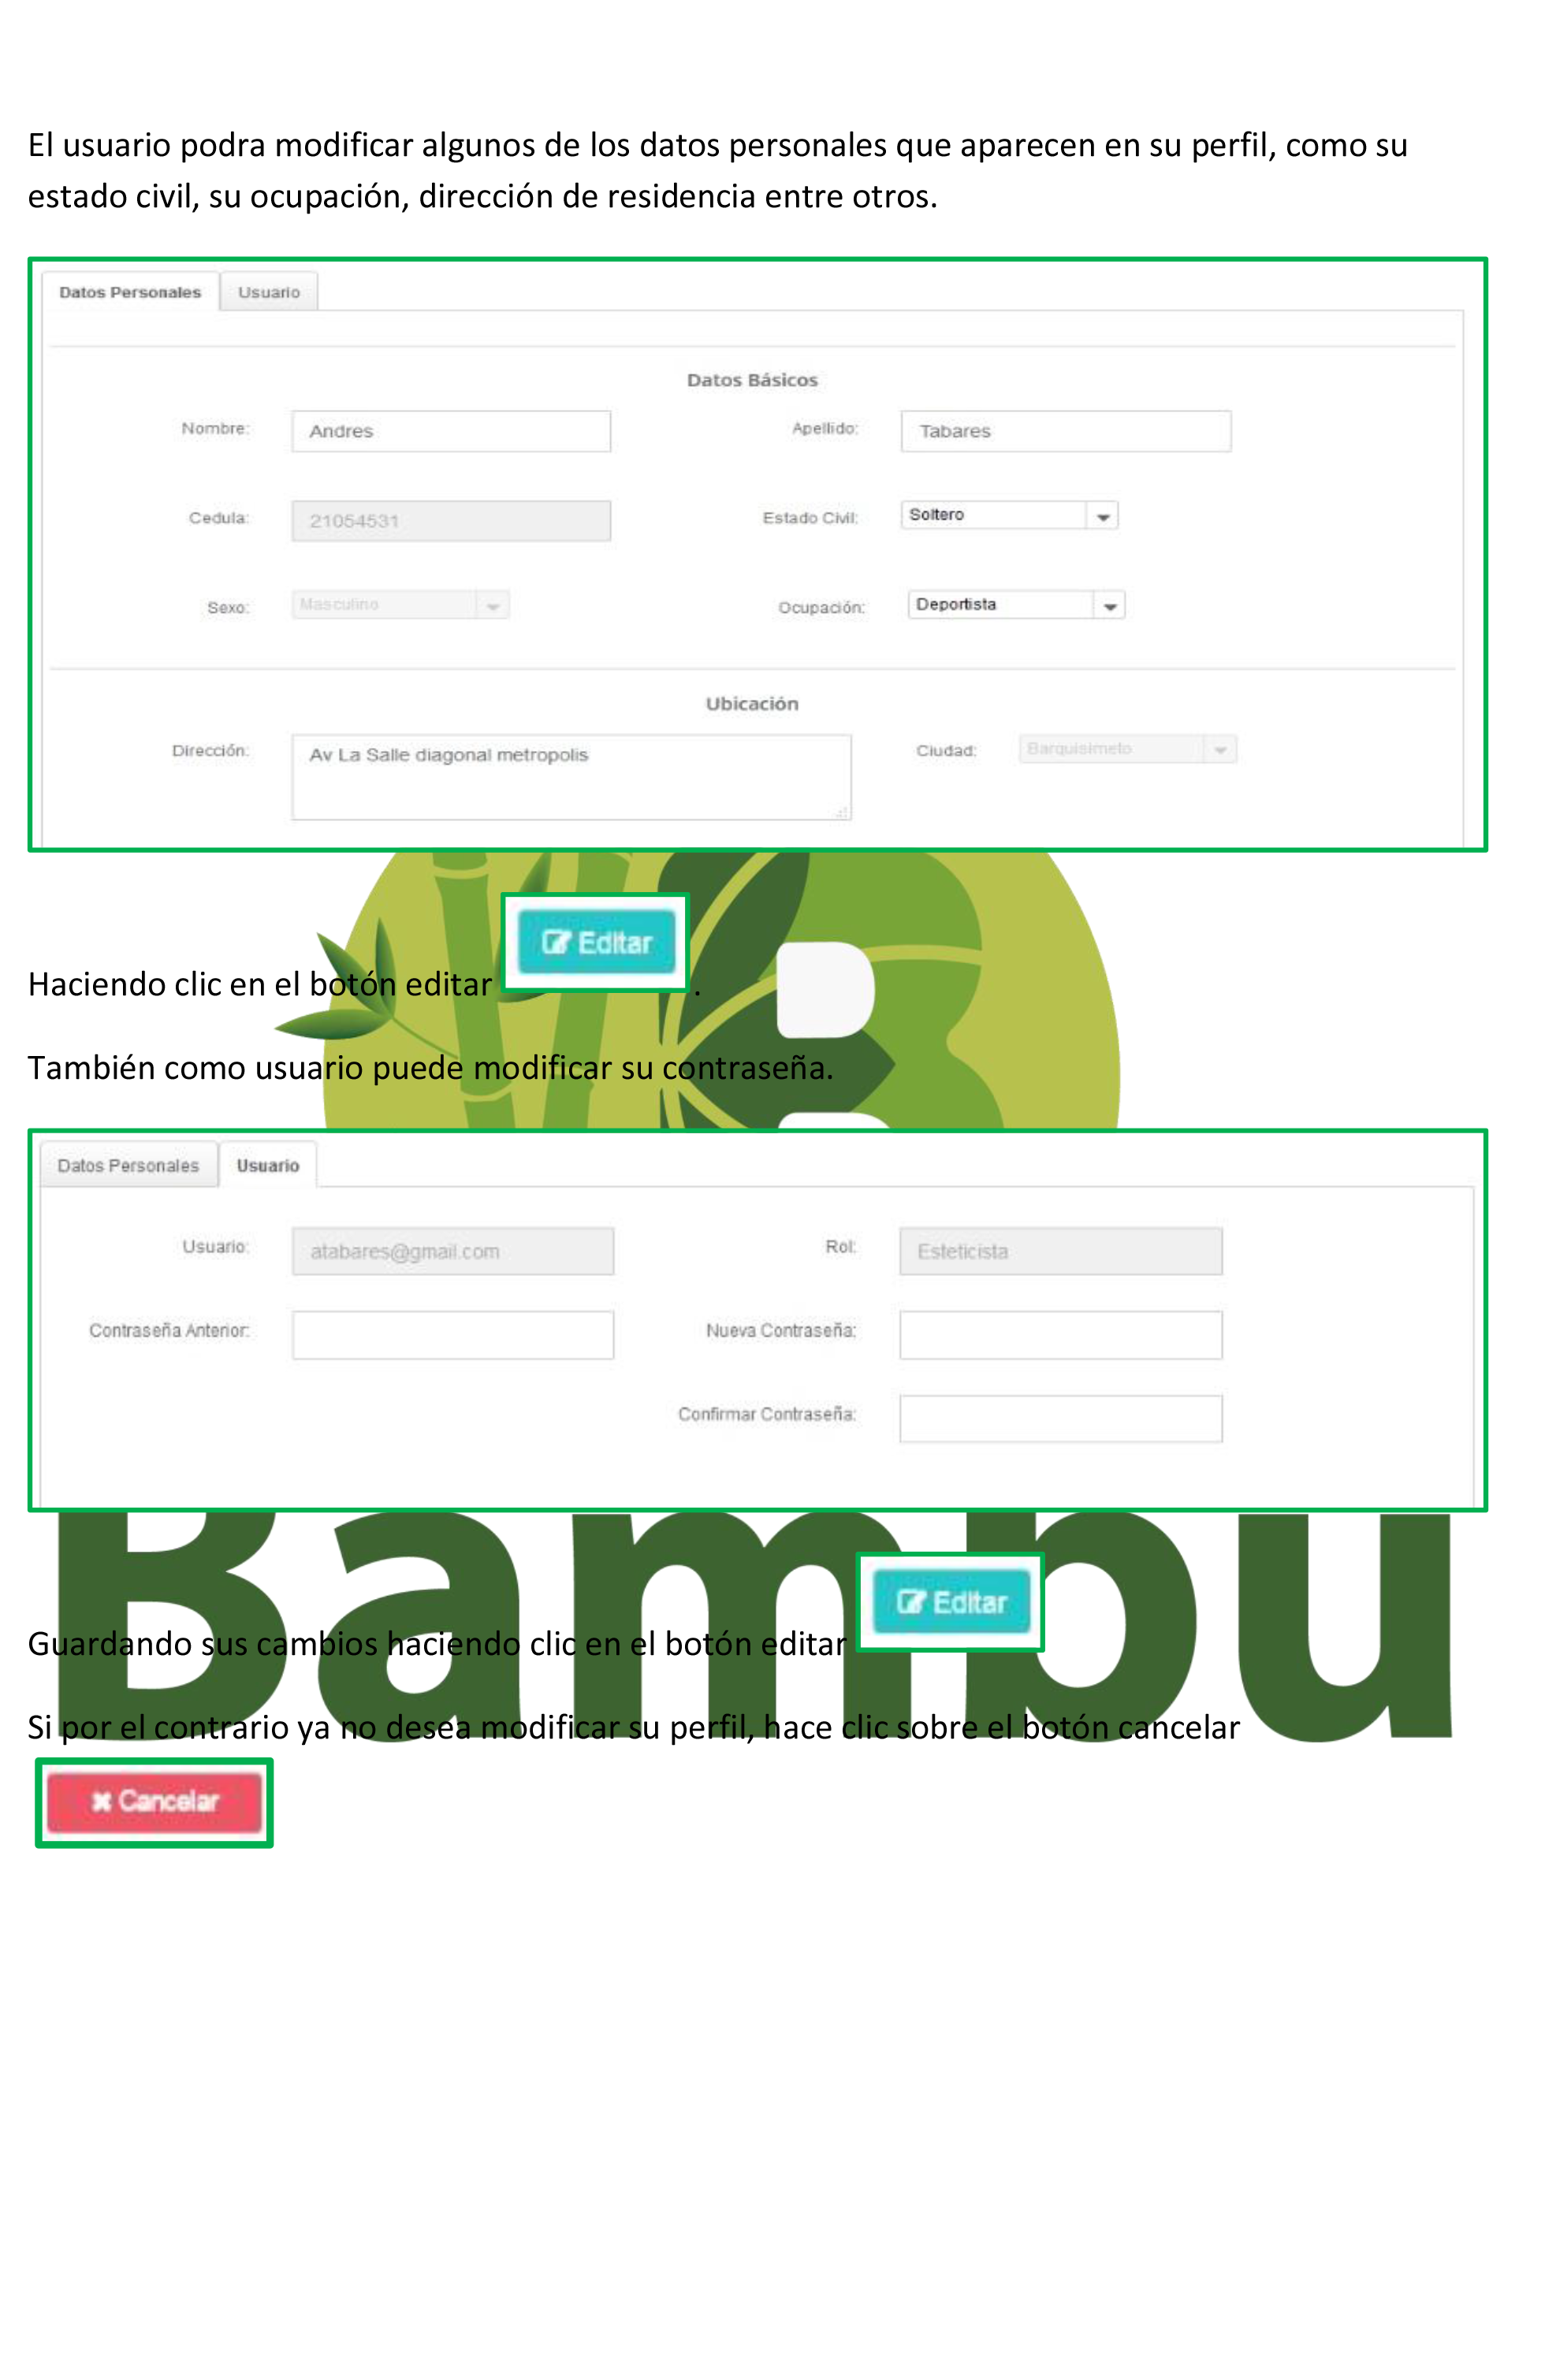 El usuario podra modificar algunos de los datos personales que aparecen en su perfil, como su
estado civil, su ocupación, dirección de residencia entre otros.
Datos Personales Usuario
Datos Básicos
Nombre: Andres Apellido: Tabares
Cedula: 21054531 Estado Civil: Soltero
Sexo: Masculino Ocupación: Deportista
Ubicación
Dirección: Av La Salle diagonal metropolis Ciudad: Barquisimeto
Haciendo clic en el botón editar Editar .
También como usuario puede modificar su contraseña.
Datos Personales Usuario
Usuario: atabares@gmail.com Rol: Esteticista
Contraseña Anterior: Nueva Contraseña:
Confirmar Contraseña:
Bambu
Guardando sus cambios haciendo clic en el botón editar Editar
Si por el contrario ya no desea modificar su perfil, hace clic sobre el botón cancelar
Cancelar